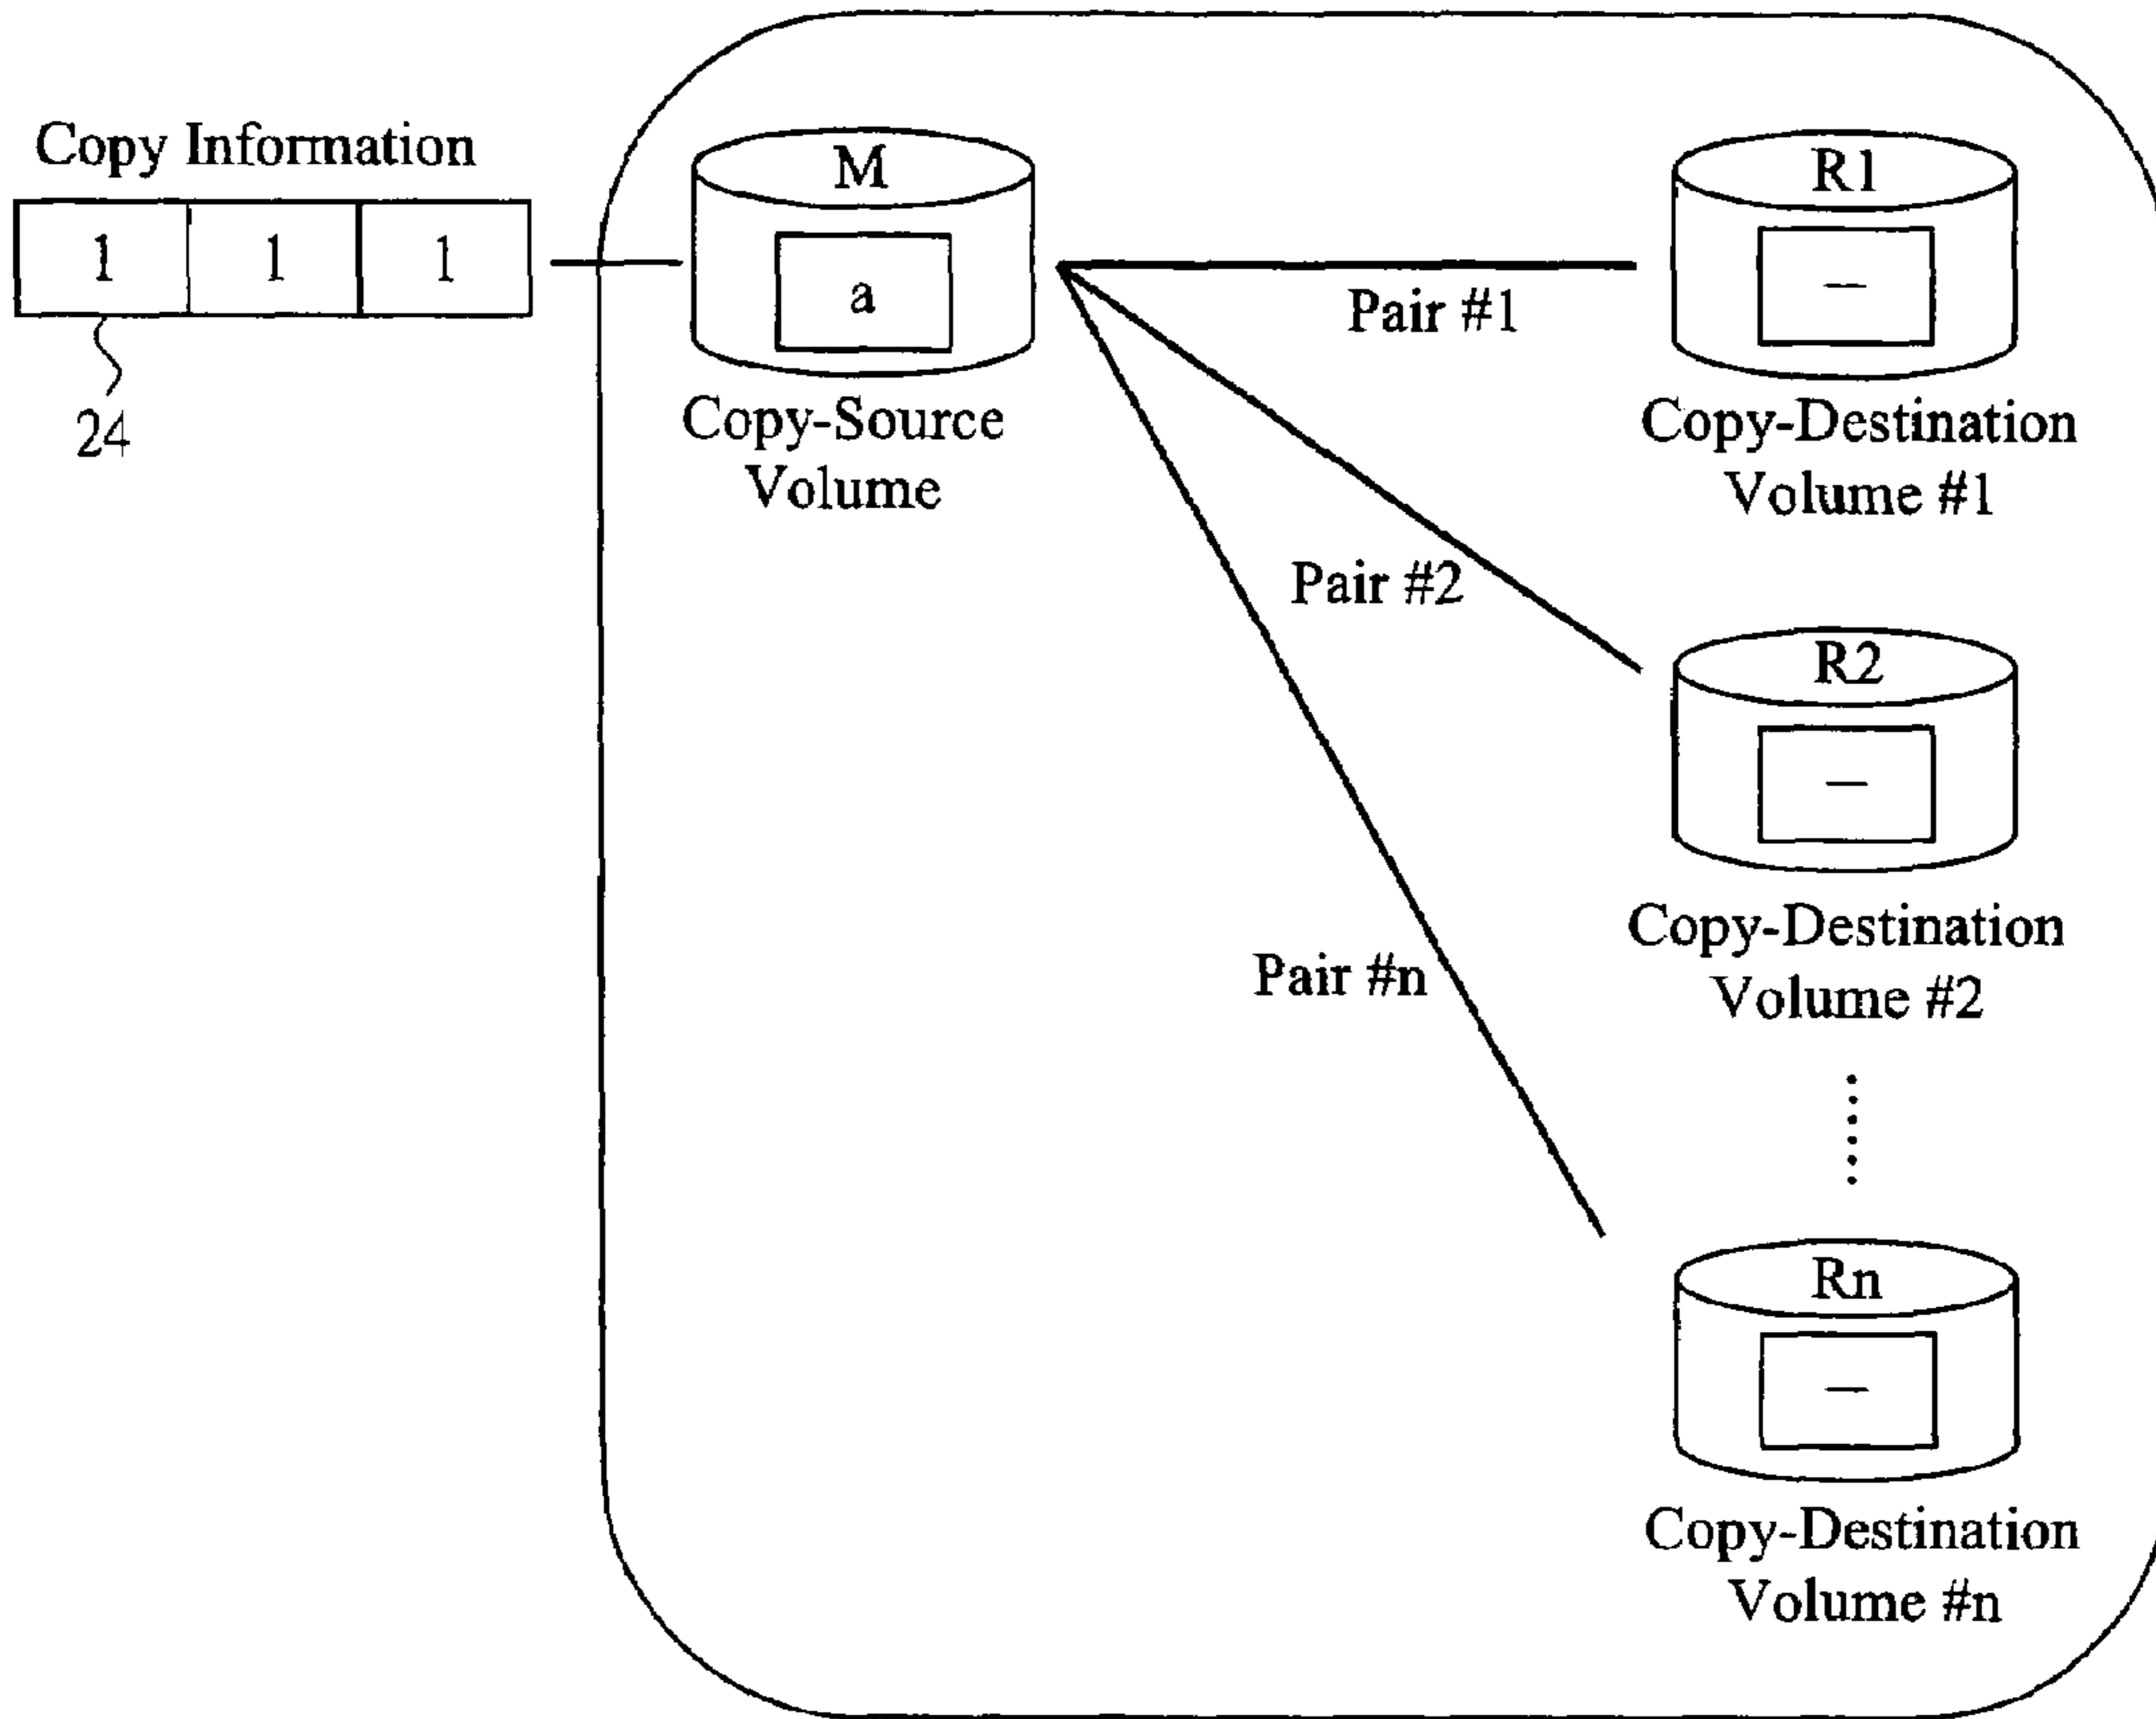 Copy Information
1 1 1
24
M
a
Copy-Source
Volume
Pair #1
Pair #2
Pair #n
R1
—
Copy-Destination
Volume #1
R2
—
Copy-Destination
Volume #2
Rn
—
Copy-Destination
Volume #n